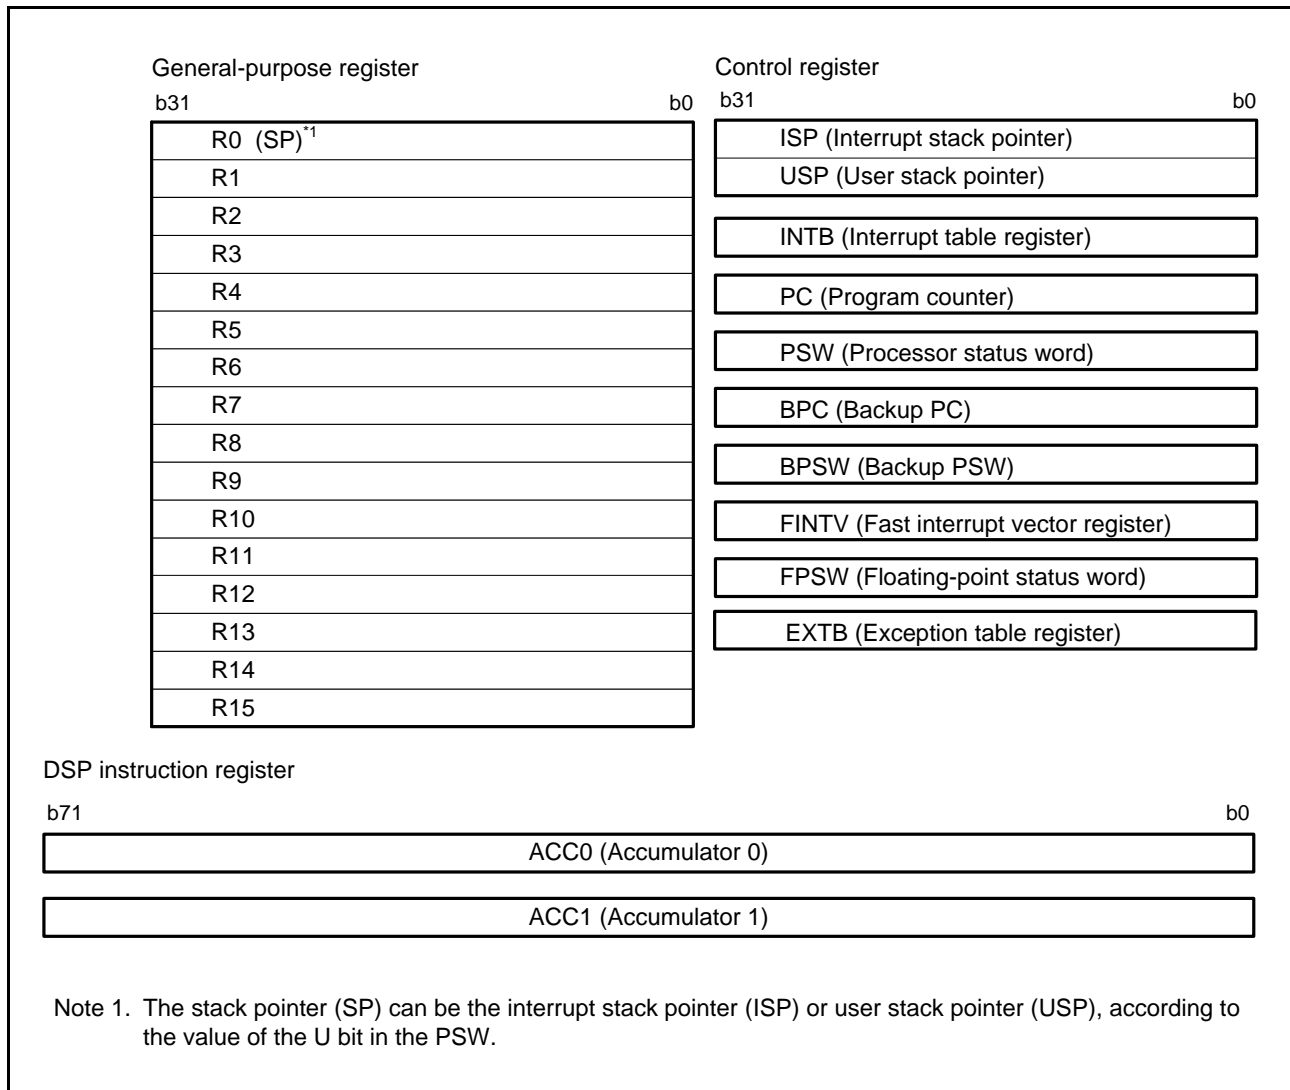 General-purpose register
b31 b0
R0 (SP)*1
R1
R2
R3
R4
R5
R6
R7
R8
R9
R10
R11
R12
R13
R14
R15
Control register
b31 b0
ISP (Interrupt stack pointer)
USP (User stack pointer)
INTB (Interrupt table register)
PC (Program counter)
PSW (Processor status word)
BPC (Backup PC)
BPSW (Backup PSW)
FINTV (Fast interrupt vector register)
FPSW (Floating-point status word)
EXTB (Exception table register)
DSP instruction register
b71 b0
ACC0 (Accumulator 0)
ACC1 (Accumulator 1)
Note 1. The stack pointer (SP) can be the interrupt stack pointer (ISP) or user stack pointer (USP), according to
the value of the U bit in the PSW.